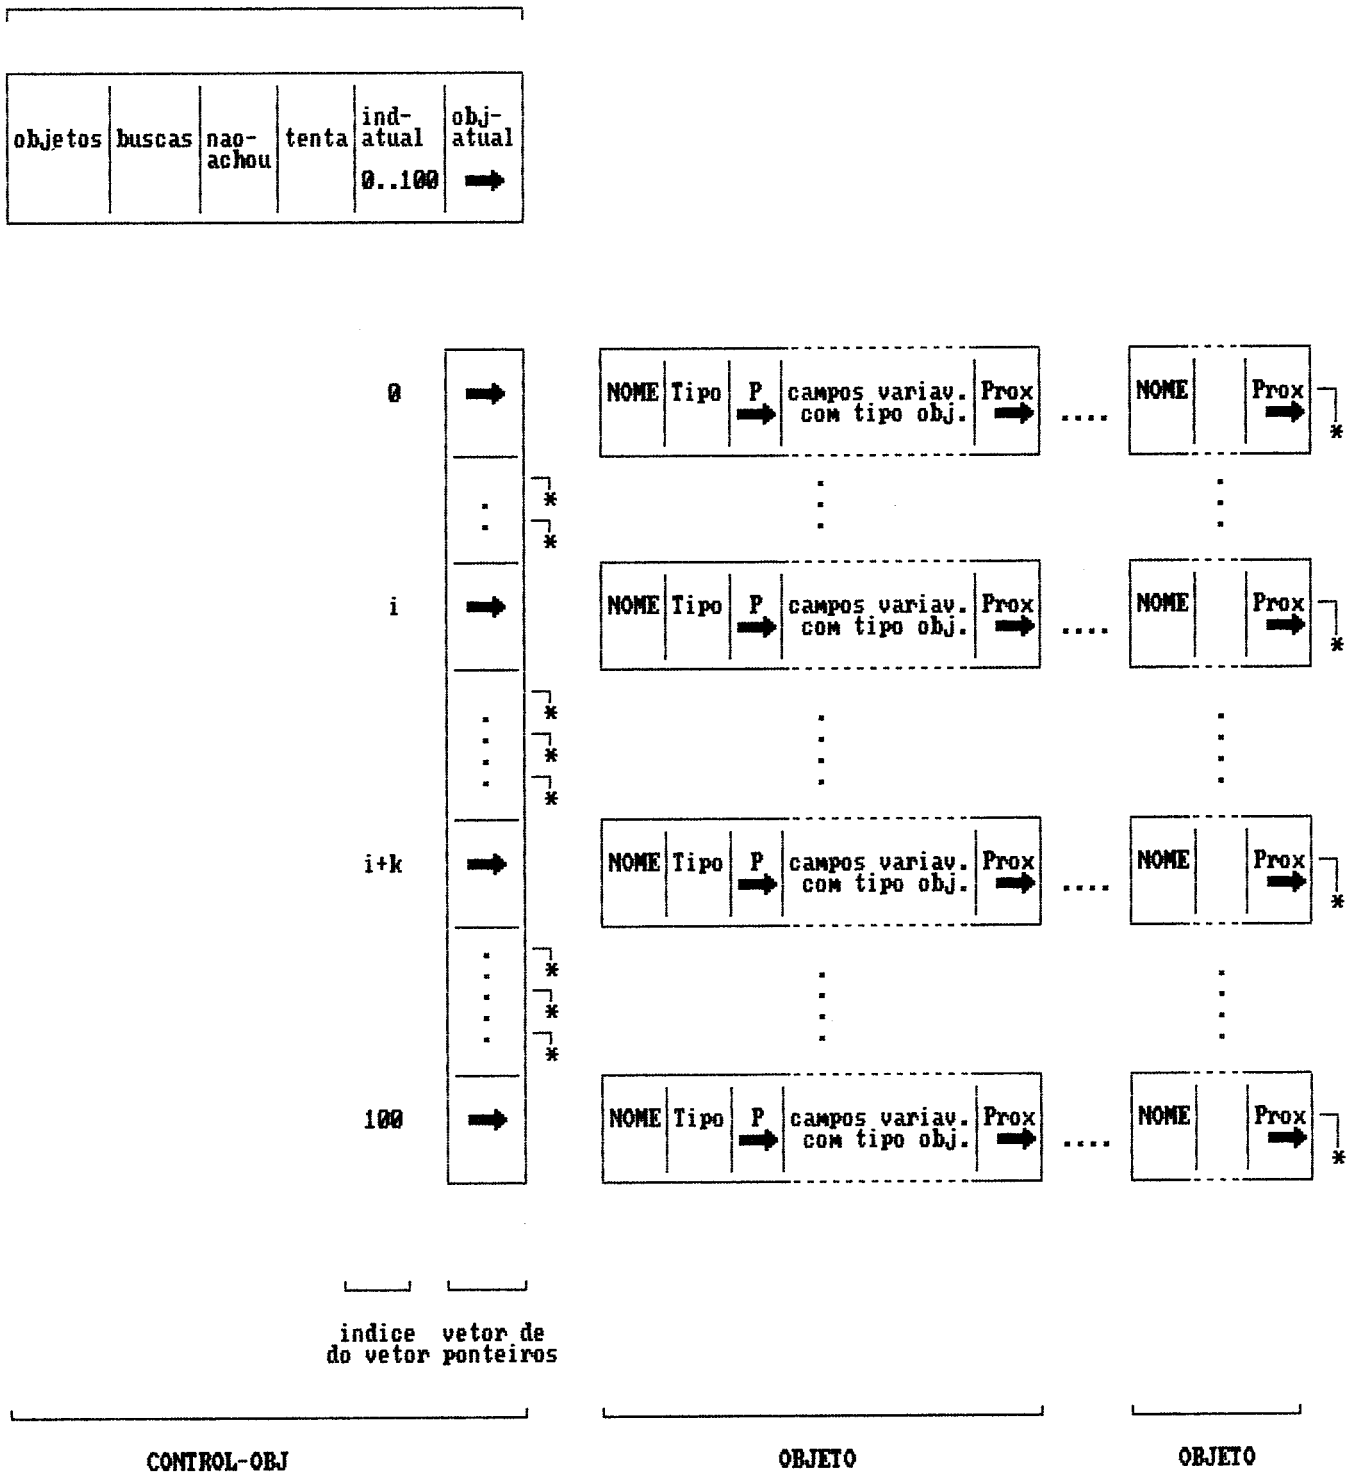 ind- obj-
objetos buscas nao- tenta atual atual
achou
0..100
0 NOME Tipo P campos variav. Prox NOME Prox
com tipo obj. .... *
*
*
i NOME Tipo P campos variav. Prox NOME Prox
com tipo obj. .... *
*
*
*
i+k NOME Tipo P campos variav. Prox NOME Prox
com tipo obj. .... *
*
*
*
100 NOME Tipo P campos variav. Prox NOME Prox
com tipo obj. .... *
indice vetor de
do vetor ponteiros
CONTROL-OBJ OBJETO OBJETO